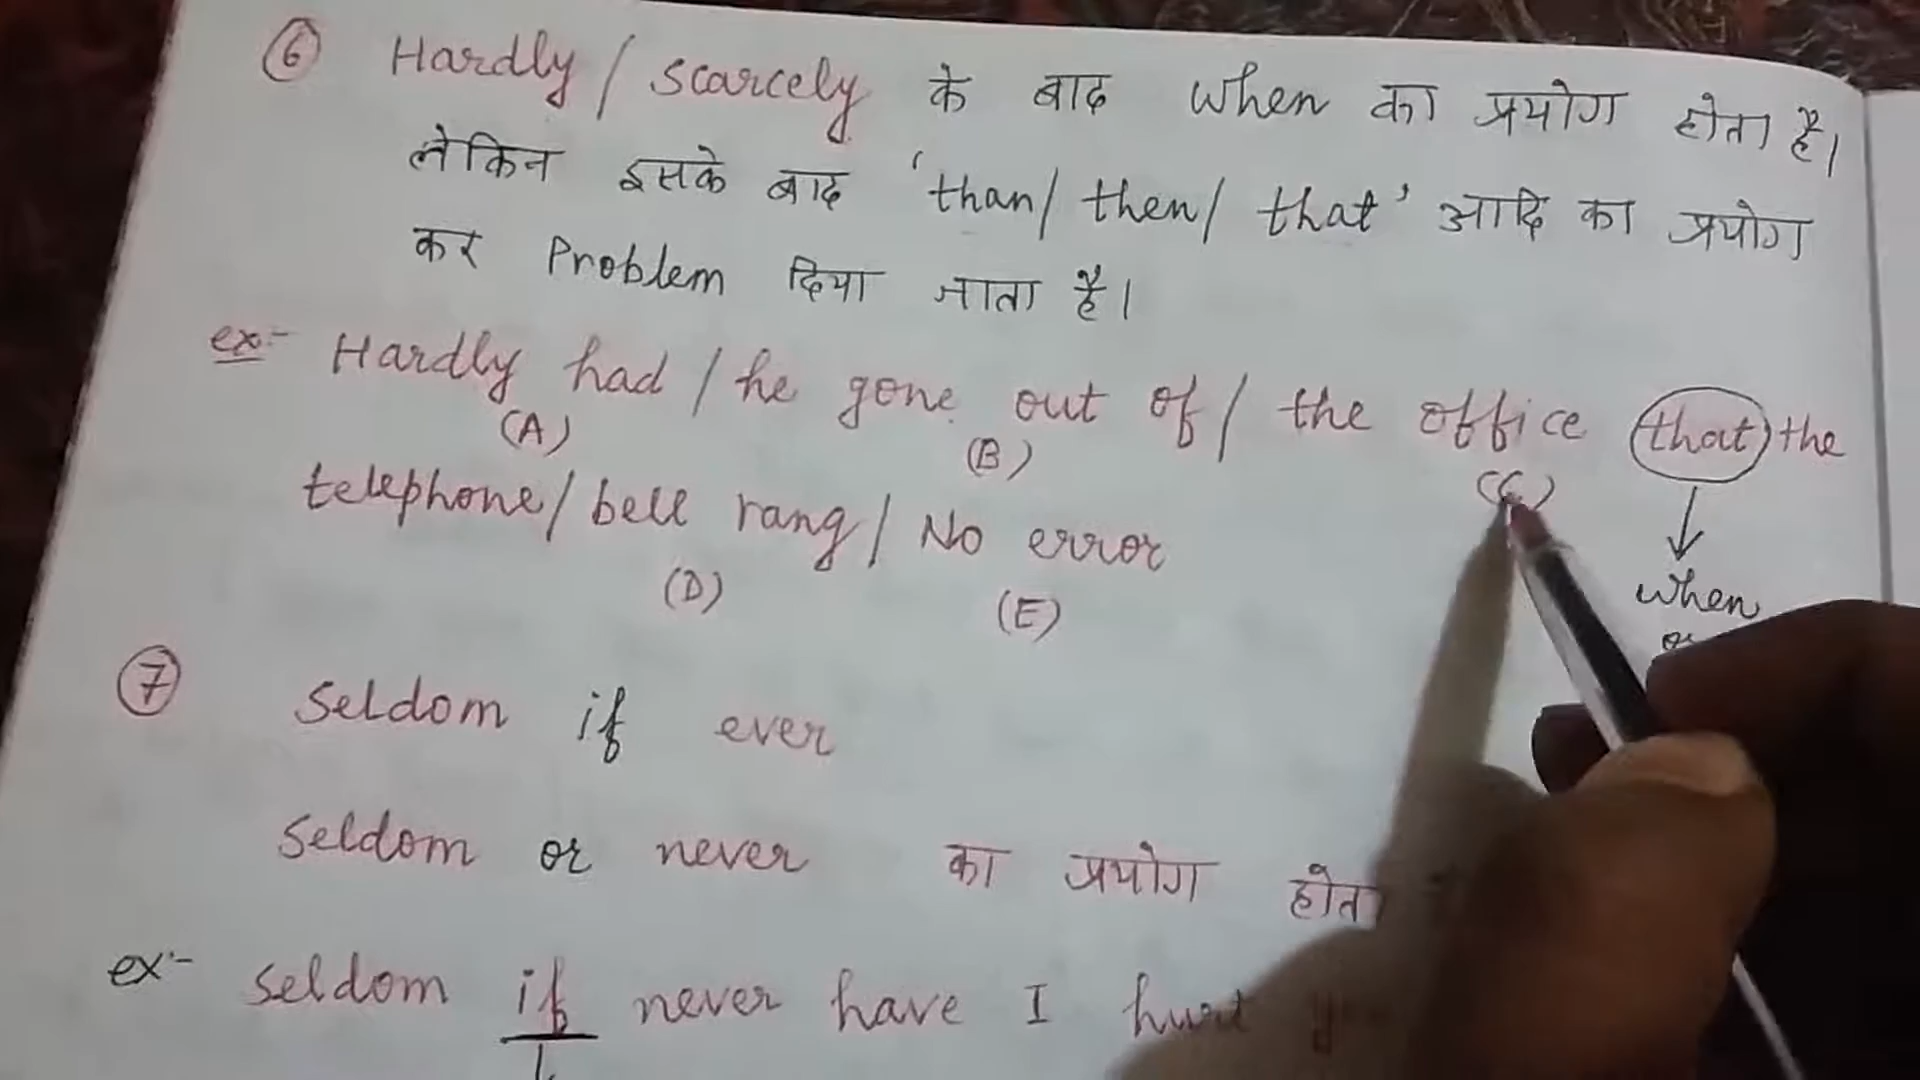 ⑥ Hardly / scarcely के बाद when का प्रयोग होता है।
लेकिन इसके बाद 'than/ then/ that' आदि का प्रयोग
कर Problem दिया जाता है।
ex:- Hardly had / he gone out of / the office that the
(A) (B) (C)
telephone / bell rang / No error
(D) (E)
when
⑦ Seldom if ever
Seldom or never का प्रयोग होता
ex:- Seldom if never have I hurt